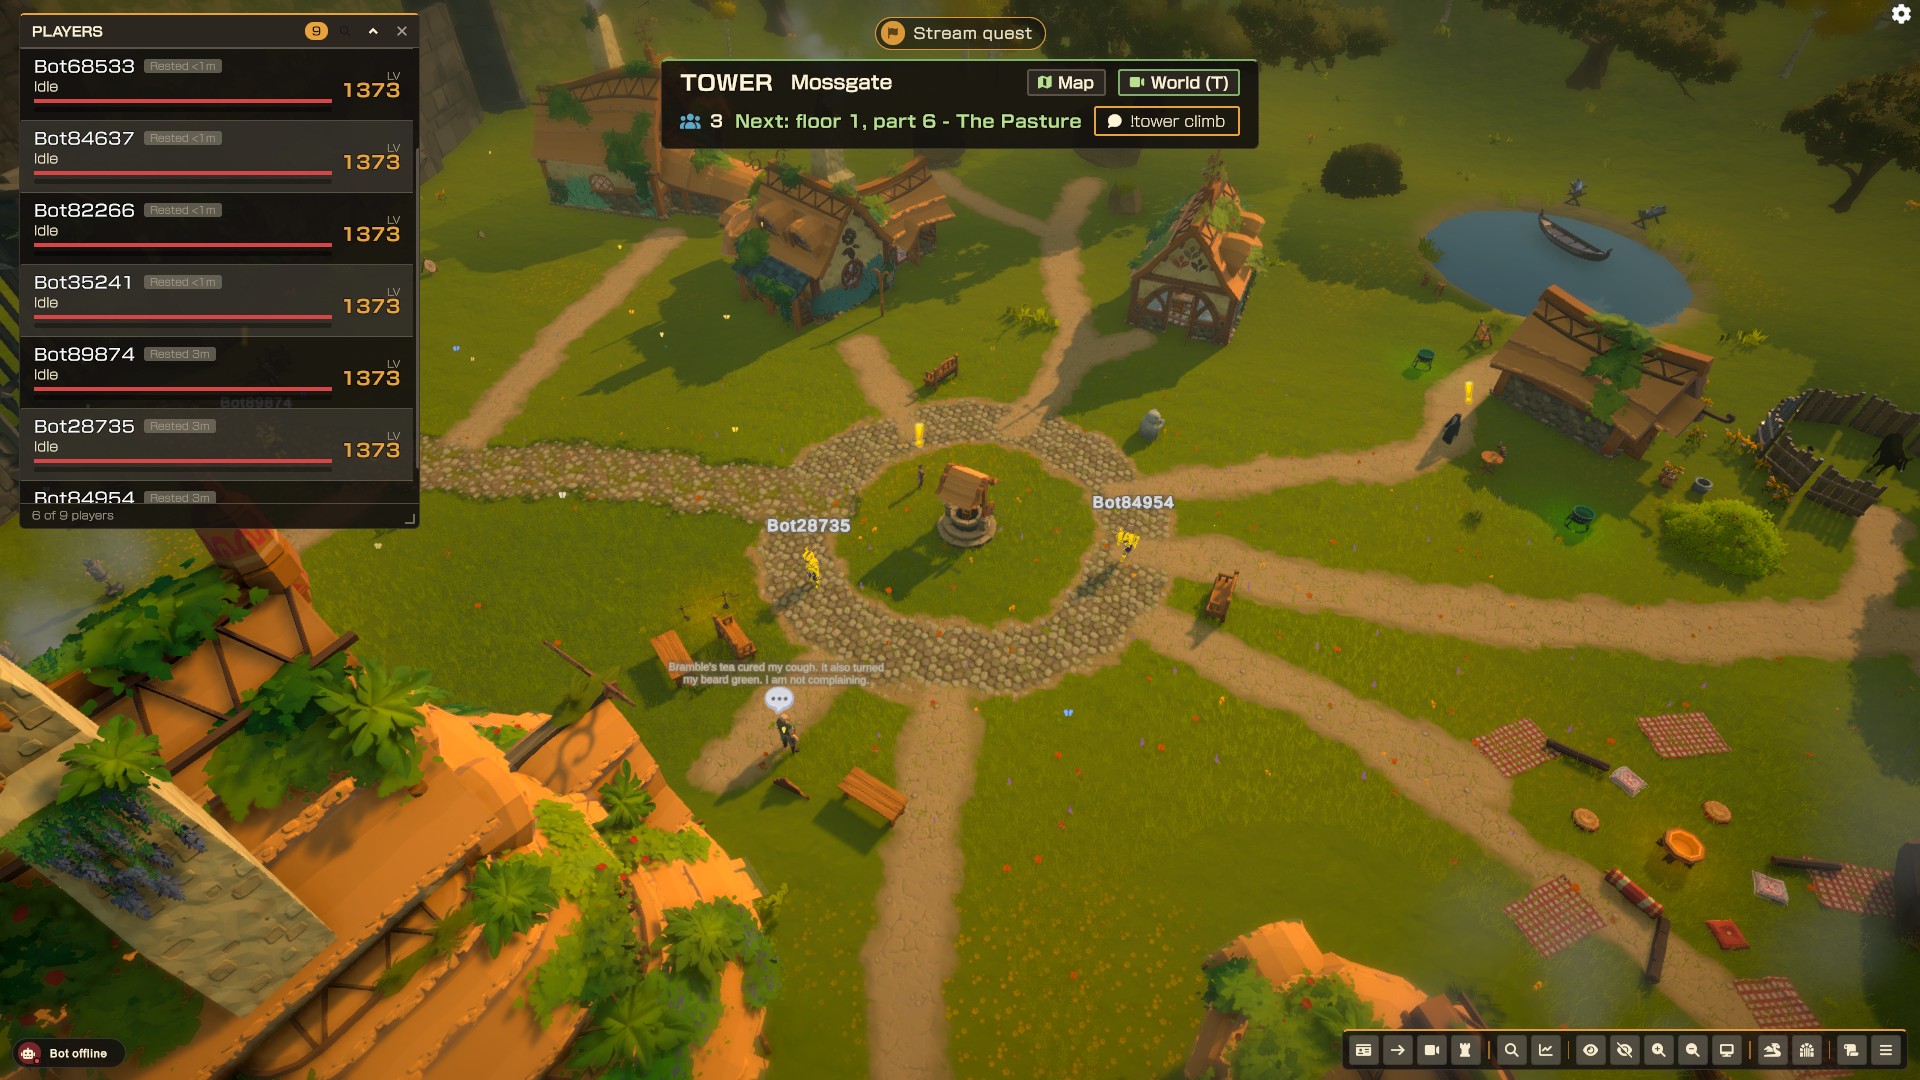 PLAYERS 9
Stream quest
TOWER Mossgate Map World (T)
3 Next: floor 1, part 6 - The Pasture !tower climb
Bot68533 Rested <1m
Idle
LV
1373
Bot84637 Rested <1m
Idle
LV
1373
Bot82266 Rested <1m
Idle
LV
1373
Bot35241 Rested <1m
Idle
LV
1373
Bot89874 Rested 3m
Idle
LV
1373
Bot89874
Bot28735 Rested 3m
Idle
LV
1373
Bot84954 Rested 3m
6 of 9 players
Bot28735
Bot84954
Bramble's tea cured my cough. It also turned
my beard green. I am not complaining.
Bot offline